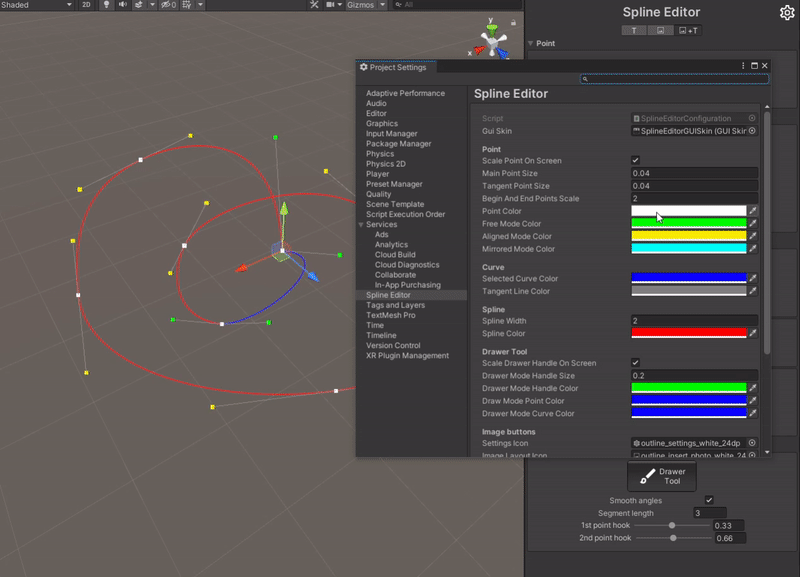 Shaded
2D
0
Gizmos
All
Spline Editor
T
+T
Point
y
x
Project Settings
Adaptive Performance
Audio
Editor
Graphics
Input Manager
Package Manager
Physics
Physics 2D
Player
Preset Manager
Quality
Scene Template
Script Execution Order
Services
Ads
Analytics
Cloud Build
Cloud Diagnostics
Collaborate
In-App Purchasing
Spline Editor
Tags and Layers
TextMesh Pro
Time
Timeline
Version Control
XR Plugin Management
Spline Editor
Script SplineEditorConfiguration
Gui Skin SplineEditorGUISkin (GUI Skin
Point
Scale Point On Screen
Main Point Size 0.04
Tangent Point Size 0.04
Begin And End Points Scale 2
Point Color
Free Mode Color
Aligned Mode Color
Mirrored Mode Color
Curve
Selected Curve Color
Tangent Line Color
Spline
Spline Width 2
Spline Color
Drawer Tool
Scale Drawer Handle On Screen
Drawer Mode Handle Size 0.2
Drawer Mode Handle Color
Draw Mode Point Color
Drawer Mode Curve Color
Image buttons
Settings Icon outline_settings_white_24dp
Image Layout Icon outline_insert_photo_white_24
Drawer
Tool
Smooth angles
Segment length 3
1st point hook 0.33
2nd point hook 0.66